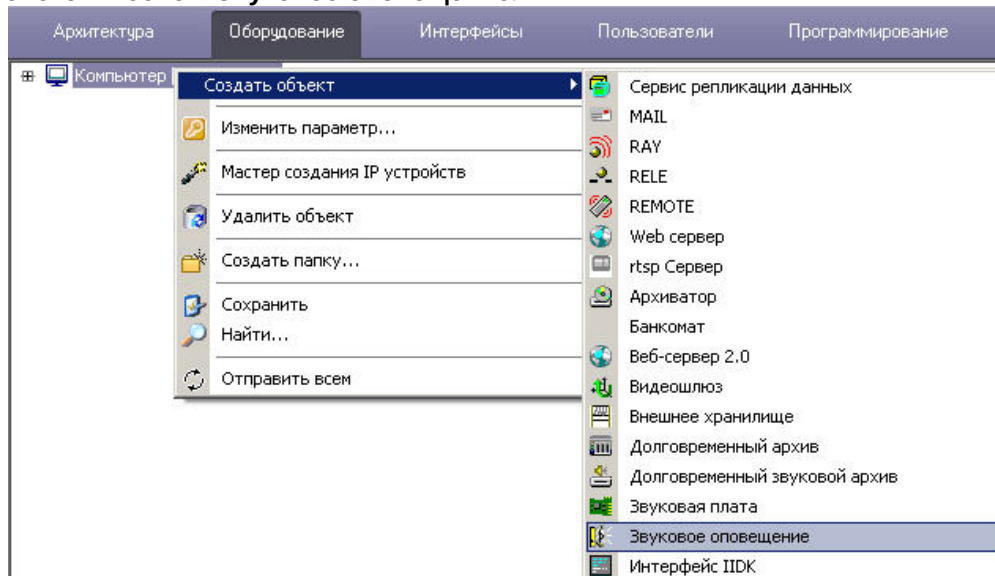 Архитектура Оборудование Интерфейсы Пользователи Программирование
Компьютер
Создать объект
Изменить параметр...
Мастер создания IP устройств
Удалить объект
Создать папку...
Сохранить
Найти...
Отправить всем
Сервис репликации данных
MAIL
RAY
RELE
REMOTE
Web сервер
rtsp Сервер
Архиватор
Банкомат
Веб-сервер 2.0
Видеошлюз
Внешнее хранилище
Долговременный архив
Долговременный звуковой архив
Звуковая плата
Звуковое оповещение
Интерфейс IIDK